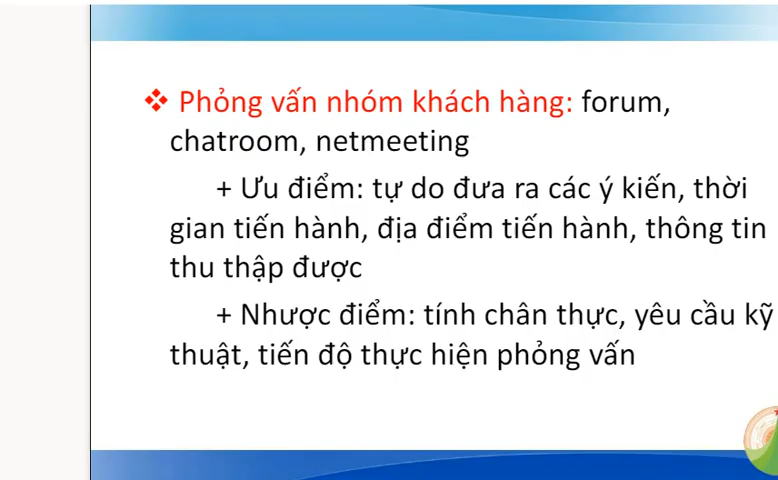 ❖ Phỏng vấn nhóm khách hàng: forum,
chatroom, netmeeting
+ Ưu điểm: tự do đưa ra các ý kiến, thời
gian tiến hành, địa điểm tiến hành, thông tin
thu thập được
+ Nhược điểm: tính chân thực, yêu cầu kỹ
thuật, tiến độ thực hiện phỏng vấn